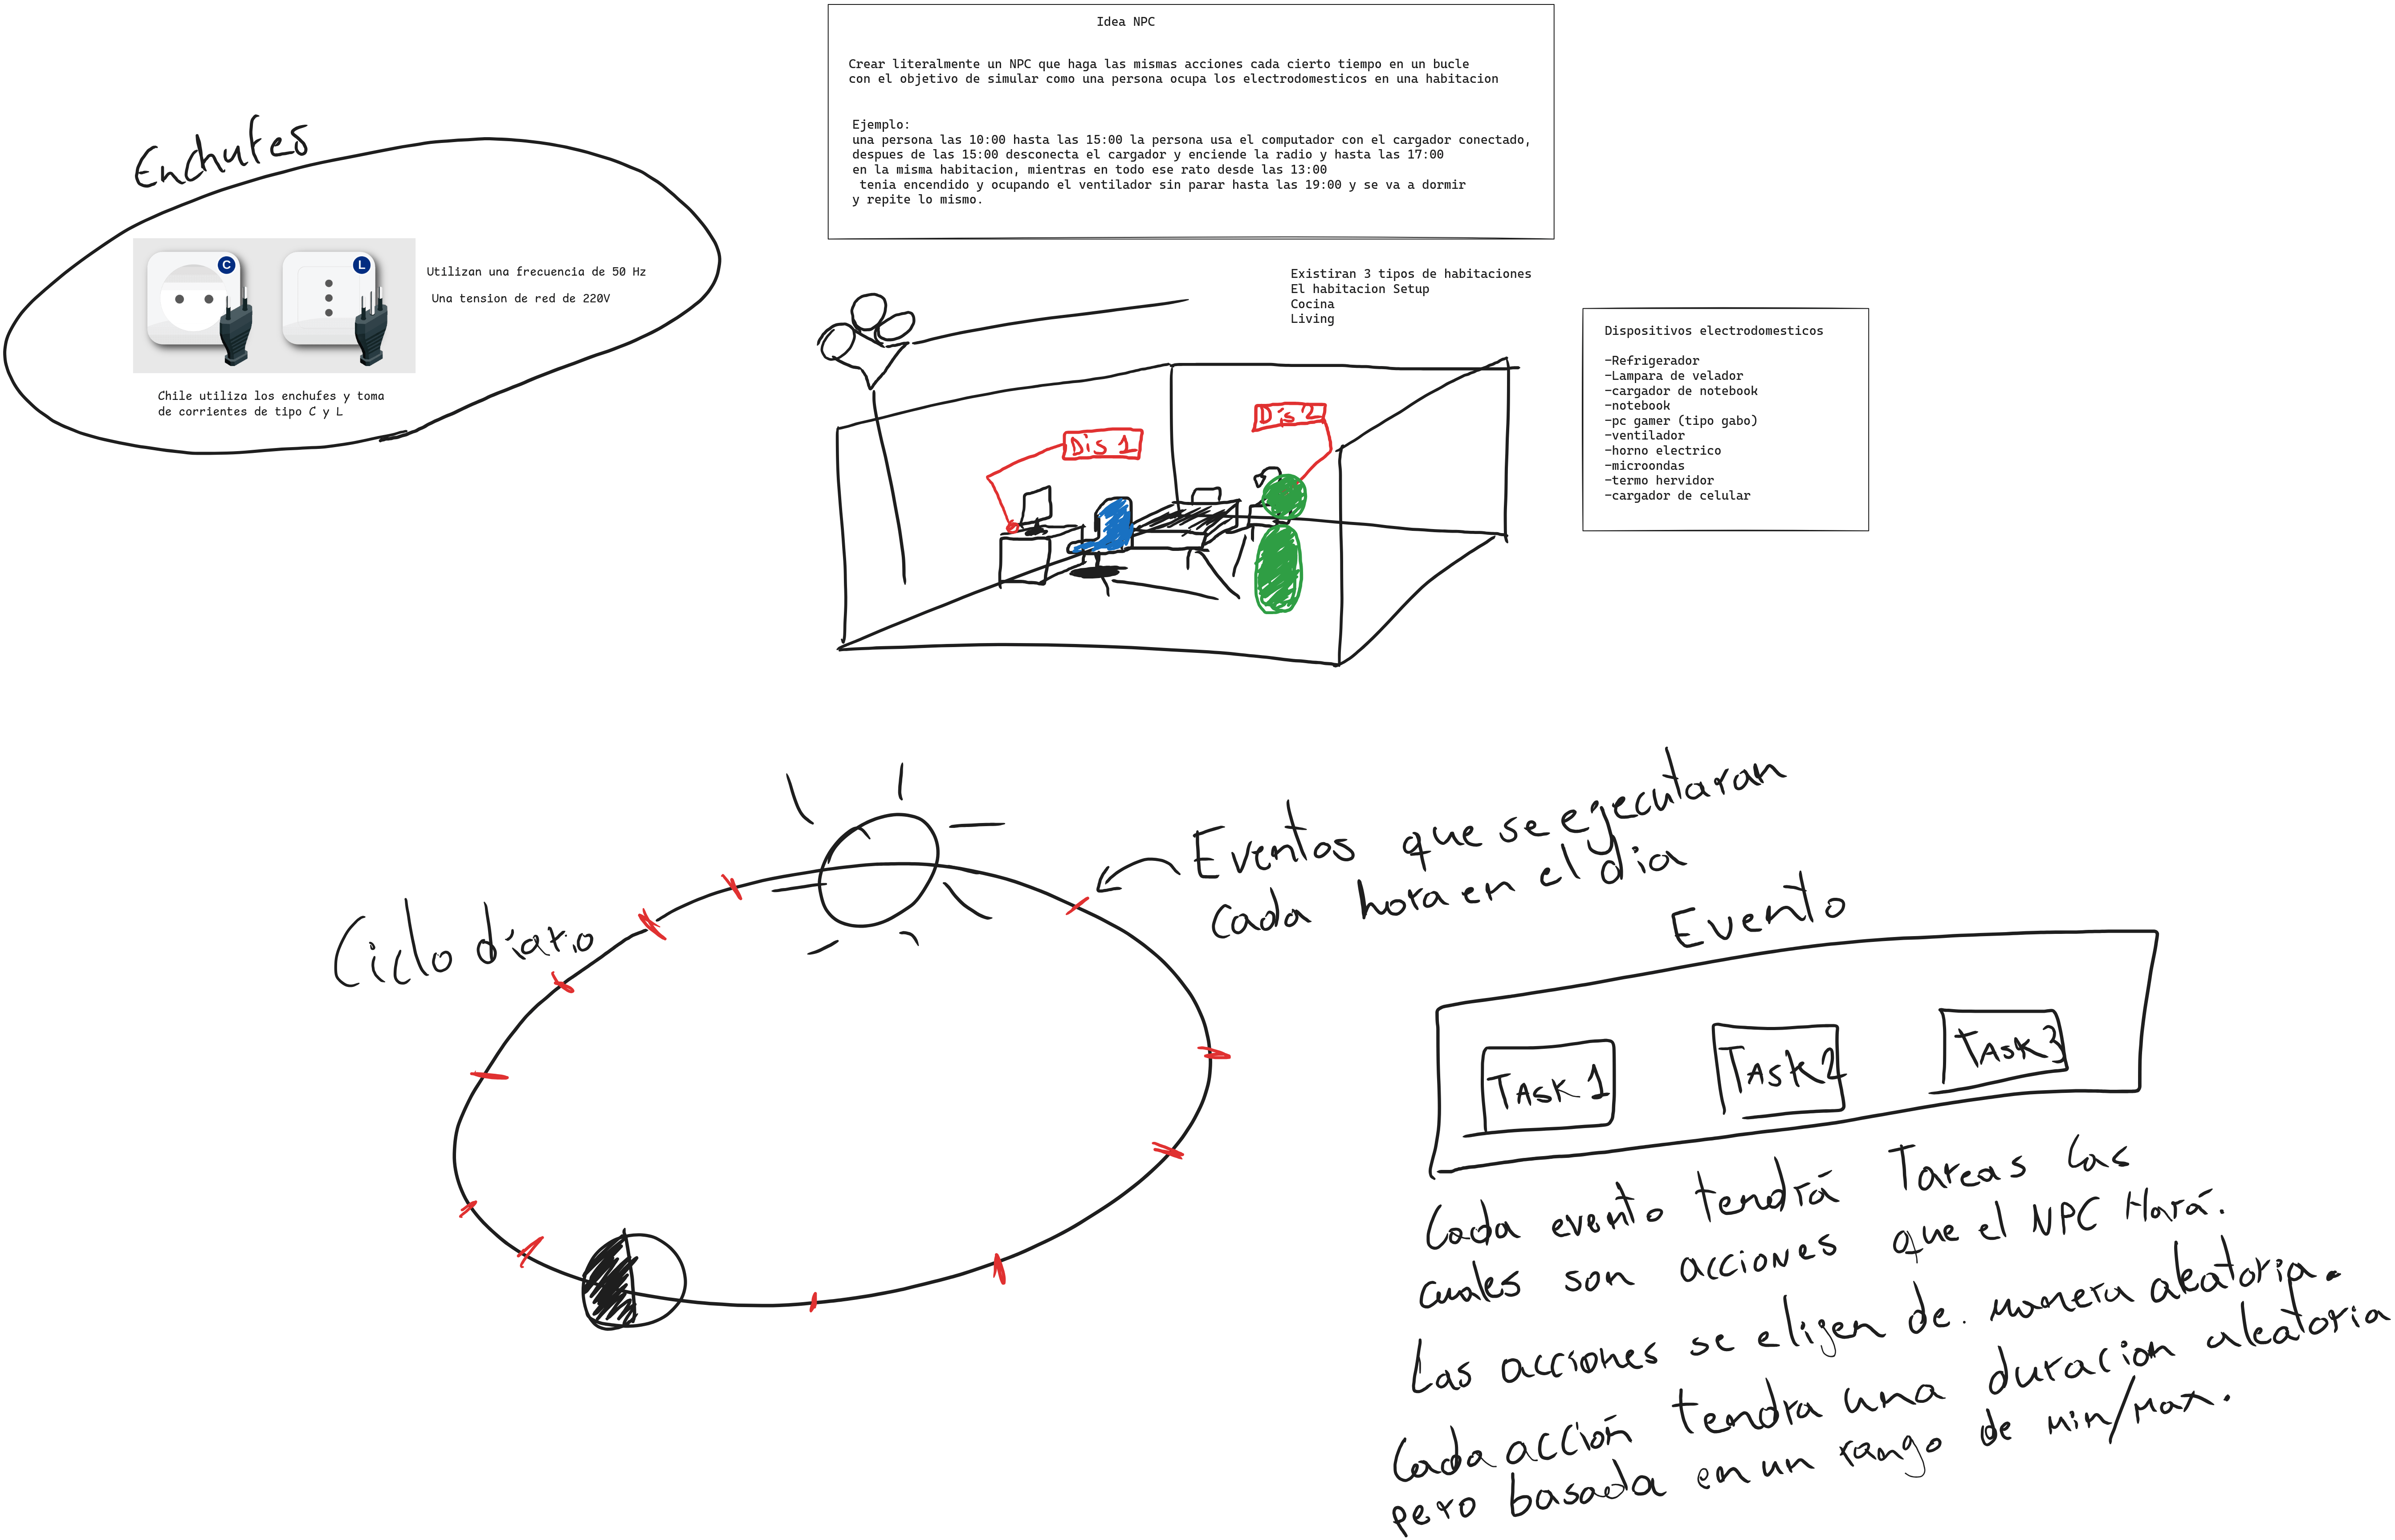 Idea NPC
Crear literalmente un NPC que haga las mismas acciones cada cierto tiempo en un bucle
con el objetivo de simular como una persona ocupa los electrodomesticos en una habitacion
Ejemplo:
una persona las 10:00 hasta las 15:00 la persona usa el computador con el cargador conectado,
despues de las 15:00 desconecta el cargador y enciende la radio y hasta las 17:00
en la misma habitacion, mientras en todo ese rato desde las 13:00
tenia encendido y ocupando el ventilador sin parar hasta las 19:00 y se va a dormir
y repite lo mismo.
Enchufes
C
L
Utilizan una frecuencia de 50 Hz
Una tension de red de 220V
Chile utiliza los enchufes y toma
de corrientes de tipo C y L
Existiran 3 tipos de habitaciones
El habitacion Setup
Cocina
Living
Dis 1
Dis 2
Dispositivos electrodomesticos
-Refrigerador
-Lampara de velador
-cargador de notebook
-notebook
-pc gamer (tipo gabo)
-ventilador
-horno electrico
-microondas
-termo hervidor
-cargador de celular
Ciclo diario
Eventos que se ejecutaran
cada hora en el dia
Evento
TASK 1
TASK 2
TASK 3
Cada evento tendrá Tareas las
cuales son acciones que el NPC Hará.
Las acciones se eligen de. manera aleatoria.
Cada acción tendra una duracion aleatoria
pero basada en un rango de min/max.